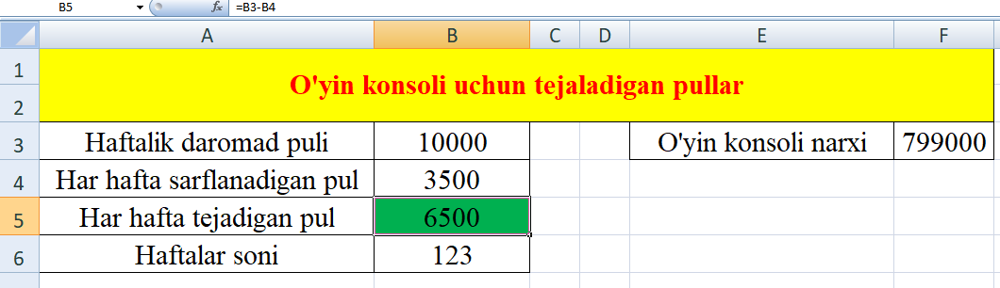 B5 fx =B3-B4
A B C D E F
1
2
O'yin konsoli uchun tejaladigan pullar
3 Haftalik daromad puli 10000 O'yin konsoli narxi 799000
4 Har hafta sarflanadigan pul 3500
5 Har hafta tejadigan pul 6500
6 Haftalar soni 123